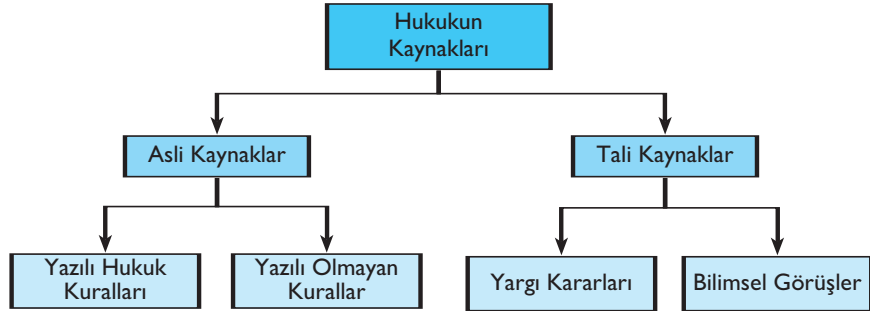 Hukukun
Kaynakları
Asli Kaynaklar
Tali Kaynaklar
Yazılı Hukuk
Kuralları
Yazılı Olmayan
Kurallar
Yargı Kararları
Bilimsel Görüşler